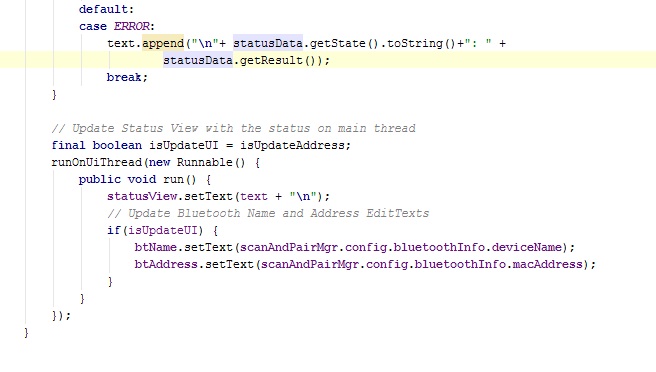 default:
case ERROR:
text.append("\n"+ statusData.getState().toString()+": " +
statusData.getResult());
break;
}
// Update Status View with the status on main thread
final boolean isUpdateUI = isUpdateAddress;
runOnUiThread(new Runnable() {
public void run() {
statusView.setText(text + "\n");
// Update Bluetooth Name and Address EditTexts
if(isUpdateUI) {
btName.setText(scanAndPairMgr.config.bluetoothInfo.deviceName);
btAddress.setText(scanAndPairMgr.config.bluetoothInfo.macAddress);
}
}
});
}